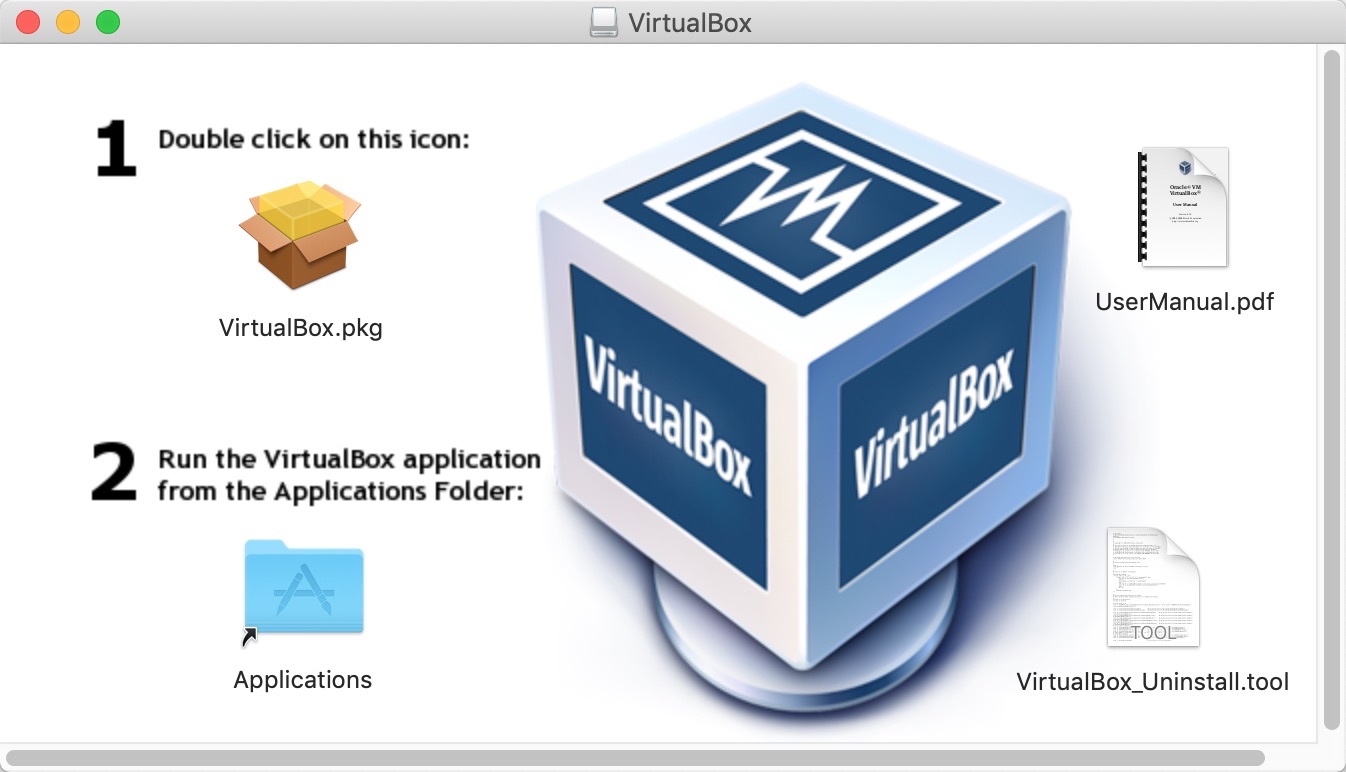 VirtualBox
1 Double click on this icon:
VirtualBox.pkg
2 Run the VirtualBox application
from the Applications Folder:
Applications
VirtualBox
VirtualBox
Oracle® VM
VirtualBox®
User Manual
UserManual.pdf
TOOL
VirtualBox_Uninstall.tool